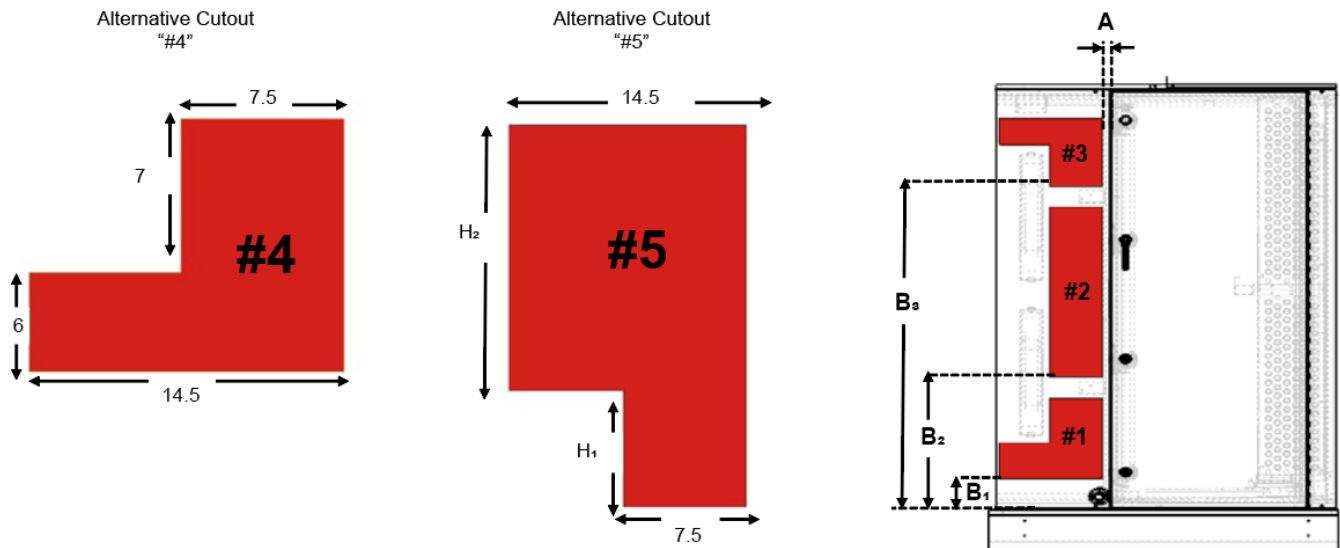 Alternative Cutout
“#4”
7.5
7
#4
6
14.5
Alternative Cutout
“#5”
14.5
H₂
#5
H₁
7.5
A
#3
#2
B₃
B₂
#1
B₁